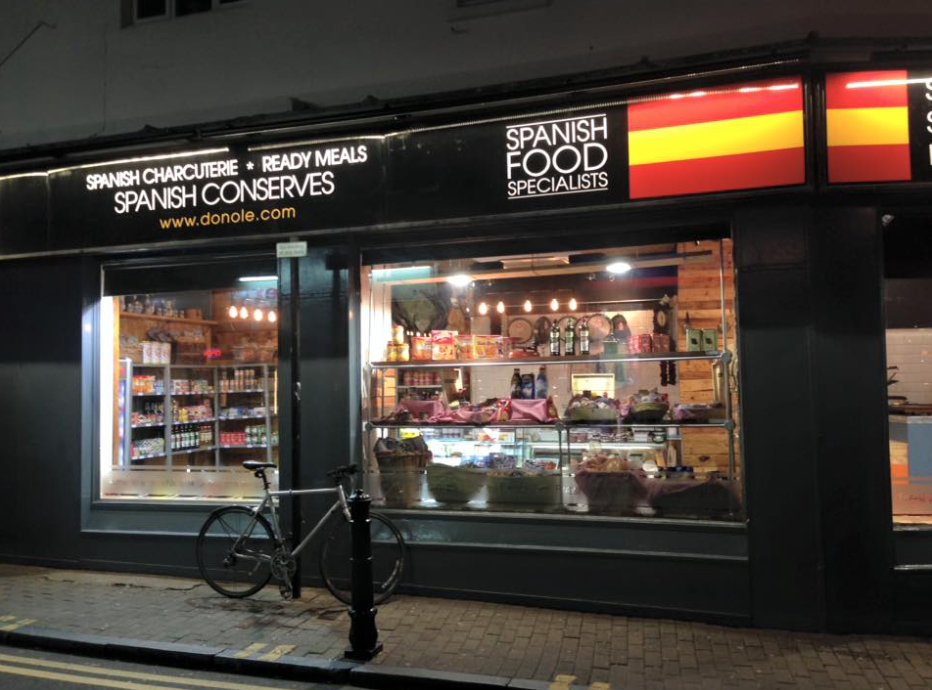 SPANISH CHARCUTERIE * READY MEALS
SPANISH CONSERVES
www.donole.com
SPANISH
FOOD
SPECIALISTS